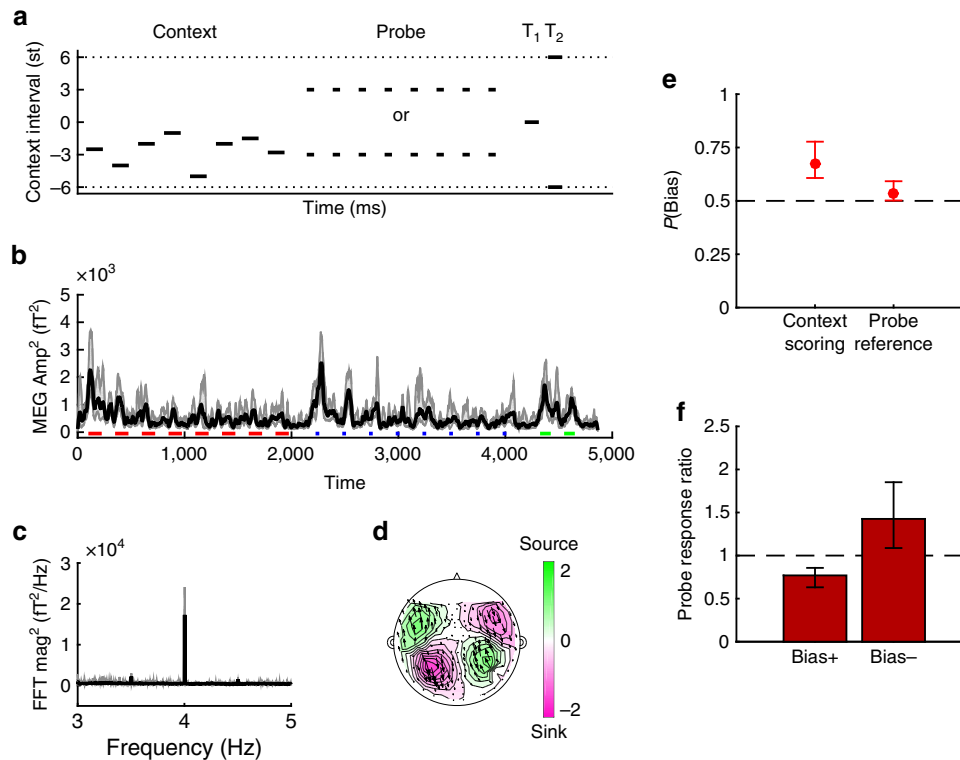 a
Context
Probe
T1 T2
Context interval (st)
6
3
0
−3
−6
or
Time (ms)
b
×10³
MEG Amp² (fT²)
5
4
3
2
1
0
0
1,000
2,000
3,000
4,000
5,000
Time
c
×10⁴
FFT mag² (fT²/Hz)
3
2
1
0
3
4
5
Frequency (Hz)
d
Source
2
0
−2
Sink
e
P(Bias)
1
0.75
0.5
0.25
0
Context scoring
Probe reference
f
Probe response ratio
2.5
2
1.5
1
0.5
0
Bias+
Bias−